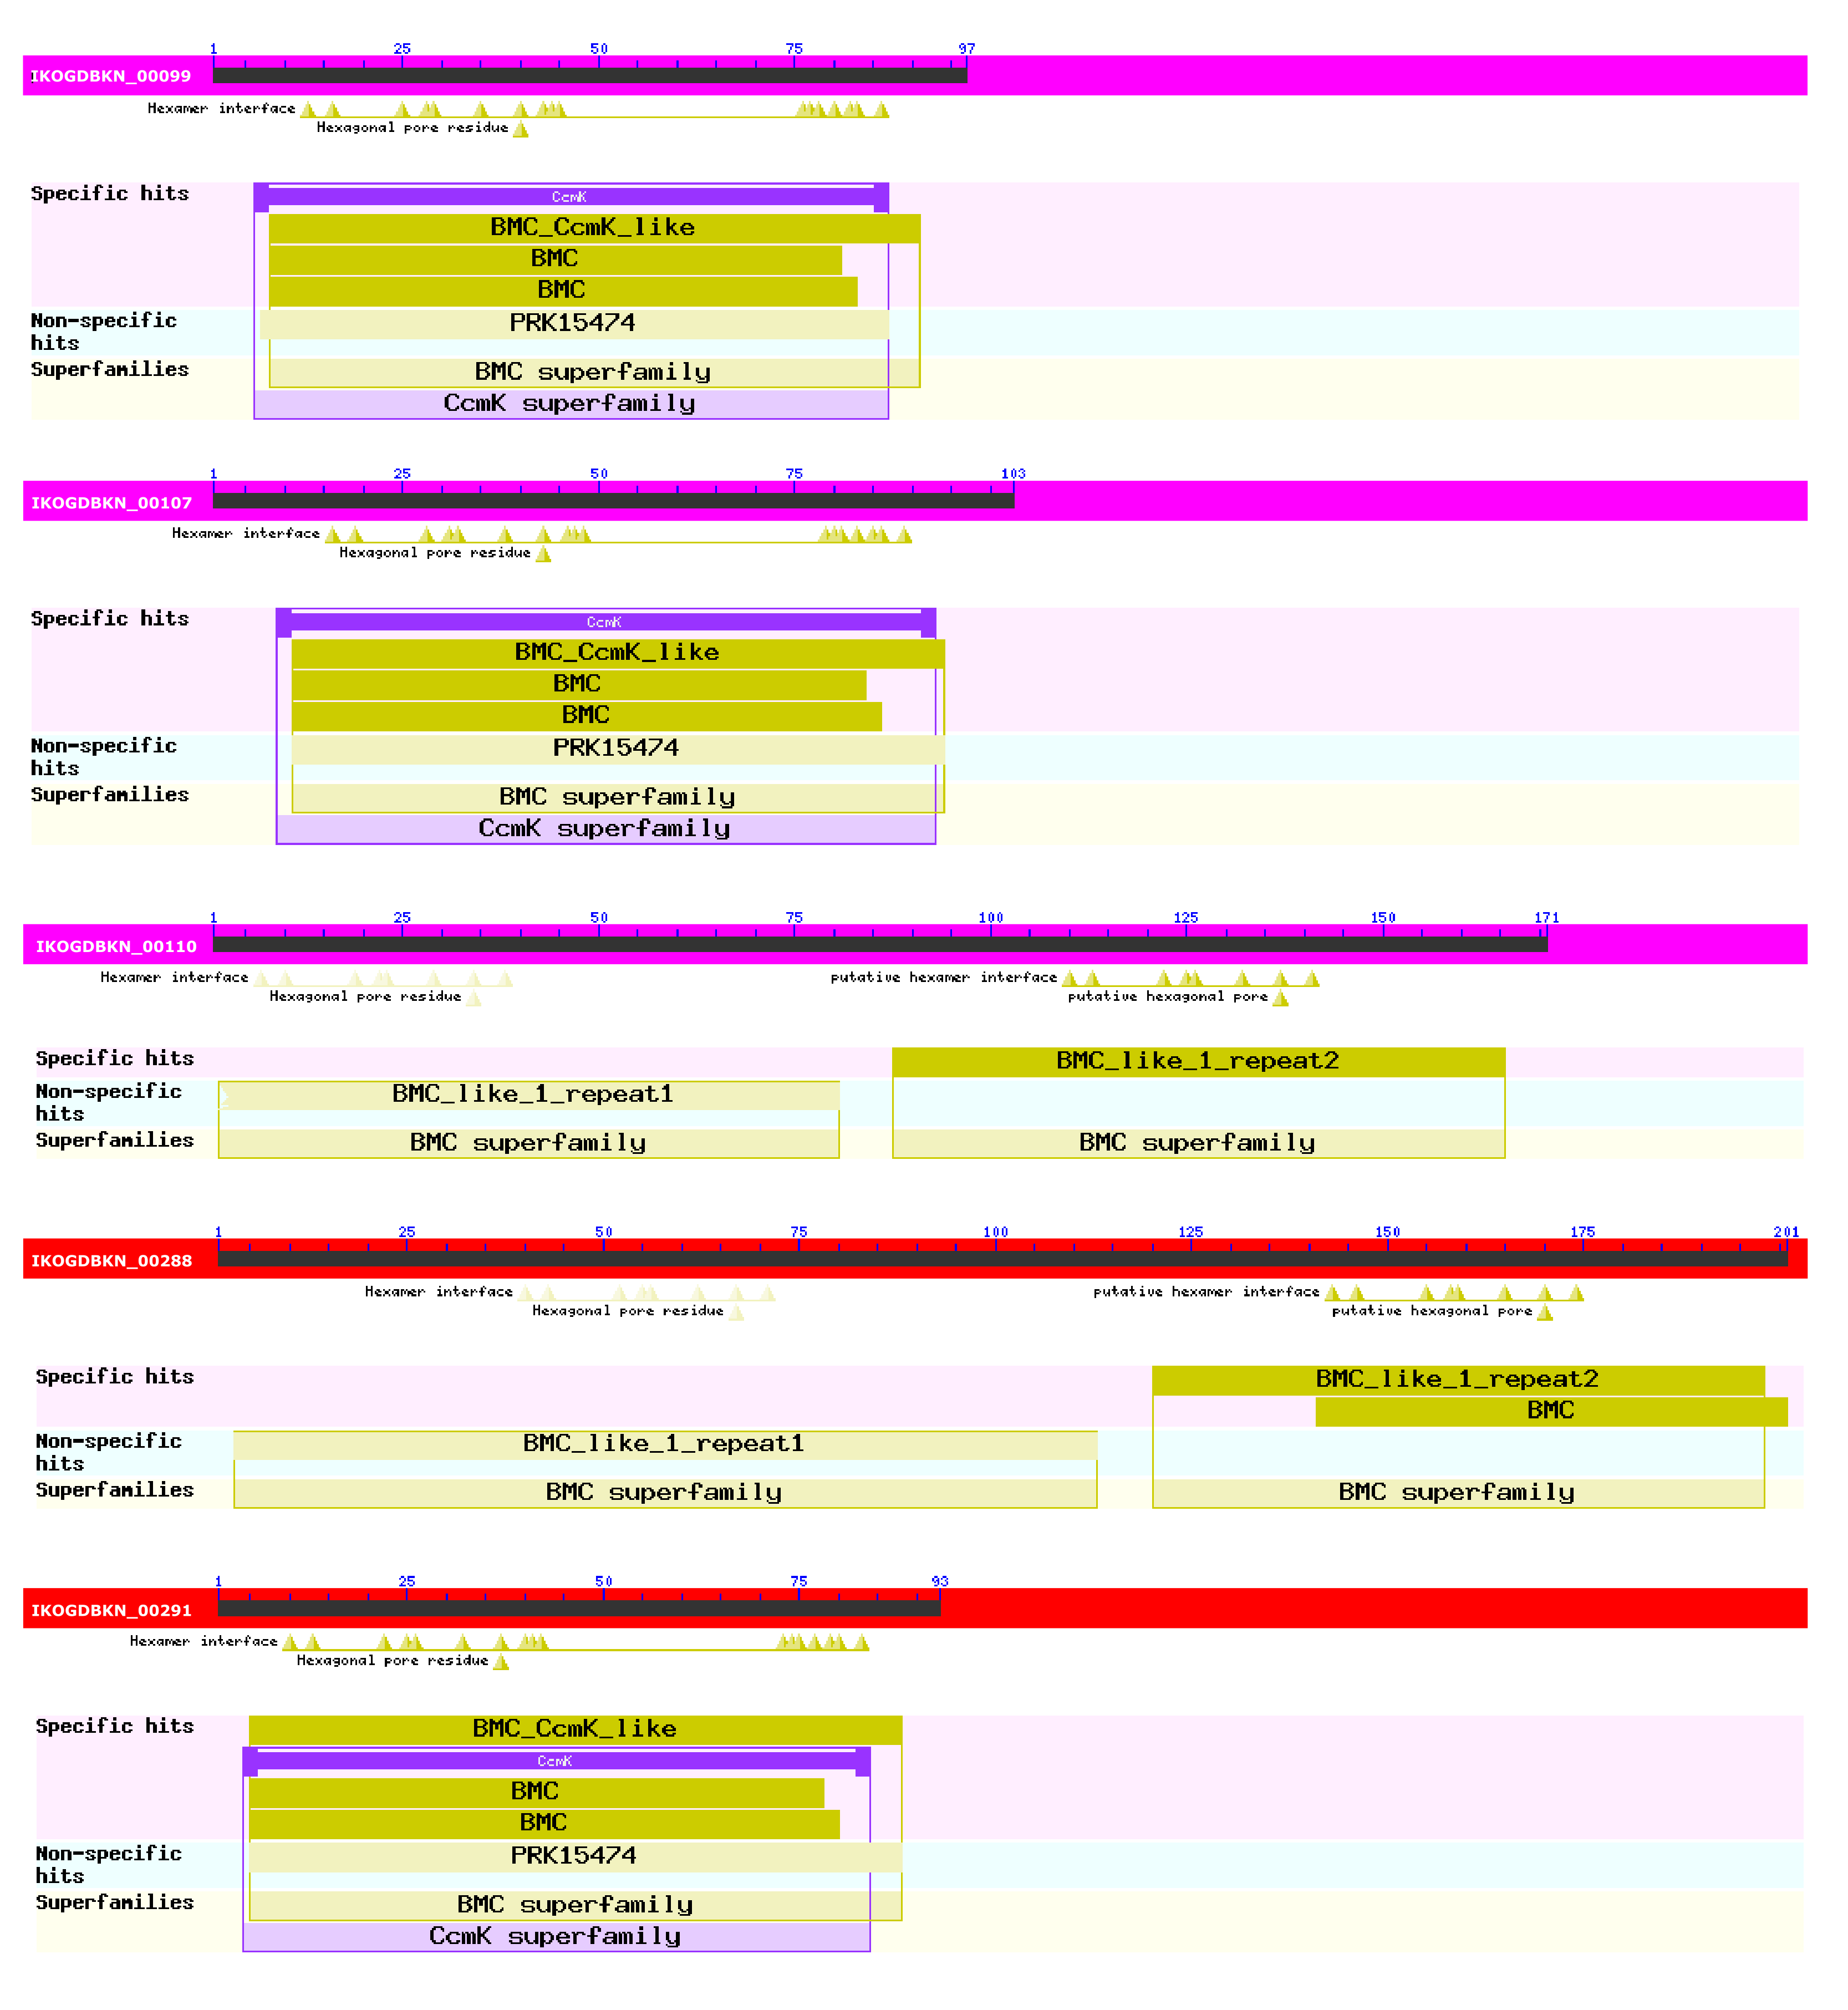 1 25 50 75 97
IKOGDBKN_00099
Hexamer interface
Hexagonal pore residue
Specific hits
CcmK
BMC_CcmK_like
BMC
BMC
Non-specific
hits
PRK15474
Superfamilies
BMC superfamily
CcmK superfamily
1 25 50 75 103
IKOGDBKN_00107
Hexamer interface
Hexagonal pore residue
Specific hits
CcmK
BMC_CcmK_like
BMC
BMC
Non-specific
hits
PRK15474
Superfamilies
BMC superfamily
CcmK superfamily
1 25 50 75 100 125 150 171
IKOGDBKN_00110
Hexamer interface putative hexamer interface
Hexagonal pore residue putative hexagonal pore
Specific hits
BMC_like_1_repeat2
Non-specific
hits
BMC_like_1_repeat1
Superfamilies
BMC superfamily BMC superfamily
1 25 50 75 100 125 150 175 201
IKOGDBKN_00288
Hexamer interface putative hexamer interface
Hexagonal pore residue putative hexagonal pore
Specific hits
BMC_like_1_repeat2
BMC
Non-specific
hits
BMC_like_1_repeat1
Superfamilies
BMC superfamily BMC superfamily
1 25 50 75 93
IKOGDBKN_00291
Hexamer interface
Hexagonal pore residue
Specific hits
BMC_CcmK_like
CcmK
BMC
BMC
Non-specific
hits
PRK15474
Superfamilies
BMC superfamily
CcmK superfamily